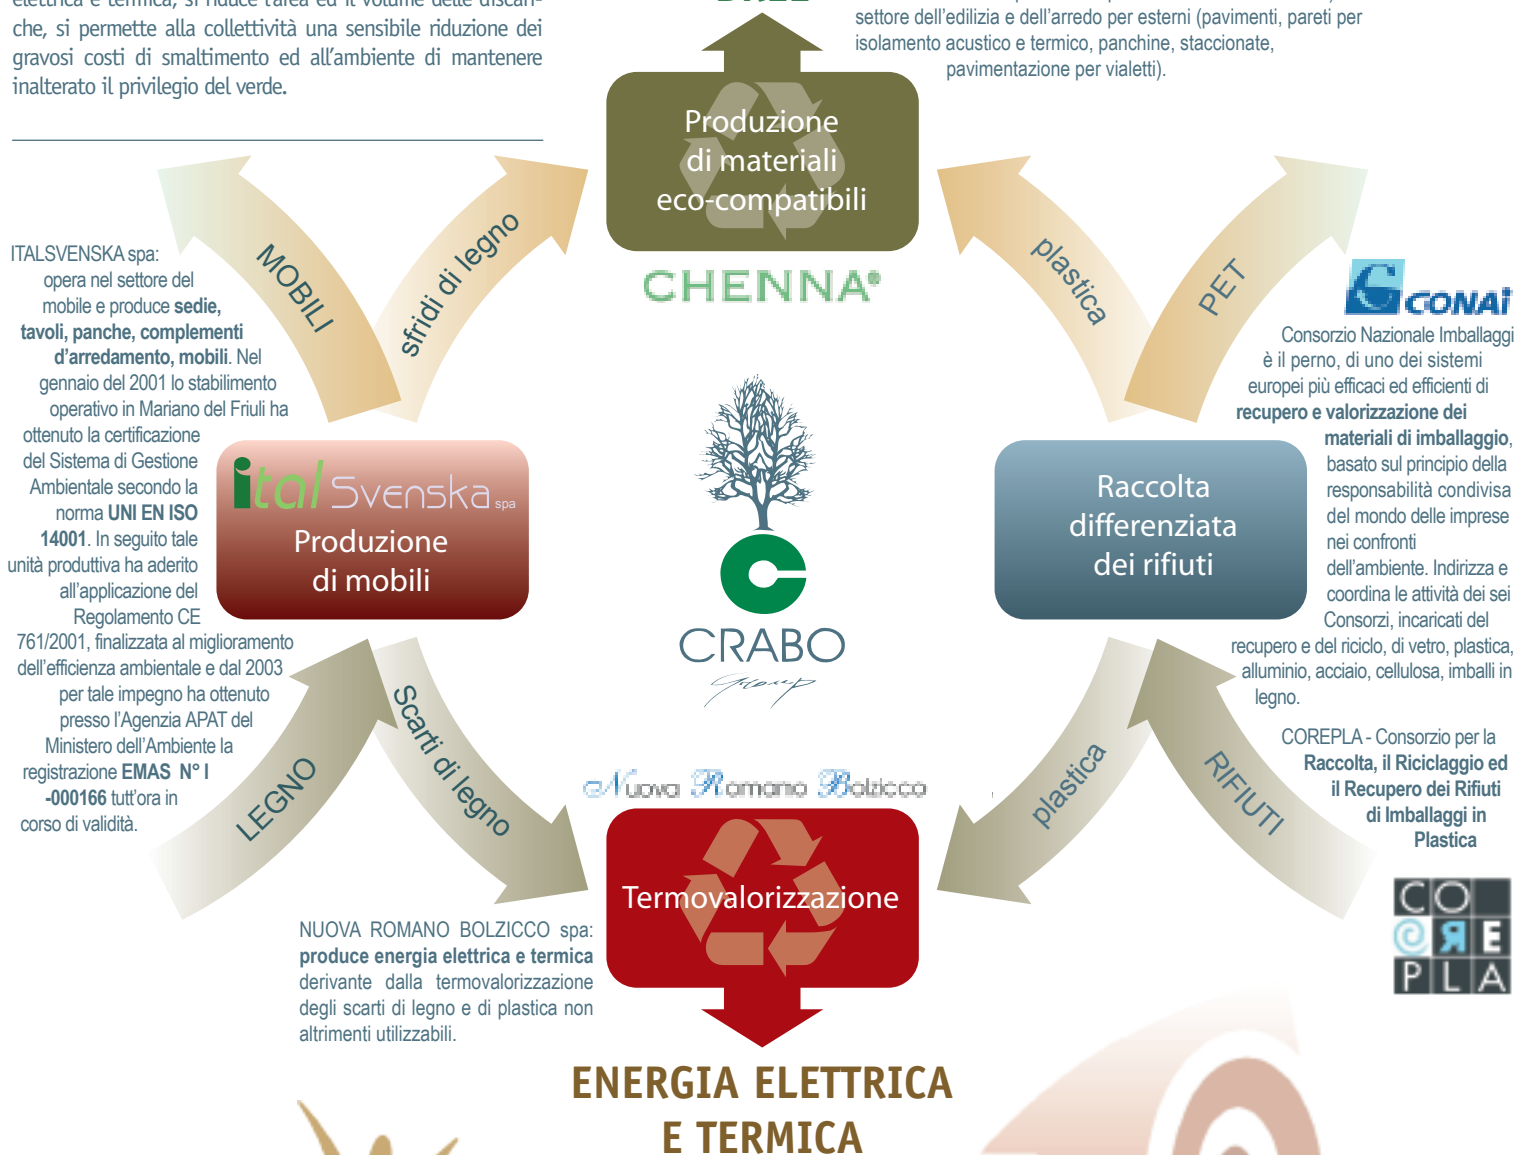 elettrica e termica, si riduce l'area ed il volume delle discari-
che, si permette alla collettività una sensibile riduzione dei
gravosi costi di smaltimento ed all'ambiente di mantenere
inalterato il privilegio del verde.
settore dell'edilizia e dell'arredo per esterni (pavimenti, pareti per
isolamento acustico e termico, panchine, staccionate,
pavimentazione per vialetti).
Produzione
di materiali
eco-compatibili
CHENNA®
MOBILI
sfridi di legno
plastica
PET
ITALSVENSKA spa:
opera nel settore del
mobile e produce sedie,
tavoli, panche, complementi
d'arredamento, mobili. Nel
gennaio del 2001 lo stabilimento
operativo in Mariano del Friuli ha
ottenuto la certificazione
del Sistema di Gestione
Ambientale secondo la
norma UNI EN ISO
14001. In seguito tale
unità produttiva ha aderito
all'applicazione del
Regolamento CE
761/2001, finalizzata al miglioramento
dell'efficienza ambientale e dal 2003
per tale impegno ha ottenuto
presso l'Agenzia APAT del
Ministero dell'Ambiente la
registrazione EMAS N° I
-000166 tutt'ora in
corso di validità.
ital Svenska spa
Produzione
di mobili
CRABO
Group
Raccolta
differenziata
dei rifiuti
CONAI
Consorzio Nazionale Imballaggi
è il perno, di uno dei sistemi
europei più efficaci ed efficienti di
recupero e valorizzazione dei
materiali di imballaggio,
basato sul principio della
responsabilità condivisa
del mondo delle imprese
nei confronti
dell'ambiente. Indirizza e
coordina le attività dei sei
Consorzi, incaricati del
recupero e del riciclo, di vetro, plastica,
alluminio, acciaio, cellulosa, imballi in
legno.
COREPLA - Consorzio per la
Raccolta, il Riciclaggio ed
il Recupero dei Rifiuti
di Imballaggi in
Plastica
CO
RE
PLA
LEGNO
Scarti di legno
plastica
RIFIUTI
Nuova Romano Bolzicco
Termovalorizzazione
NUOVA ROMANO BOLZICCO spa:
produce energia elettrica e termica
derivante dalla termovalorizzazione
degli scarti di legno e di plastica non
altrimenti utilizzabili.
ENERGIA ELETTRICA
E TERMICA